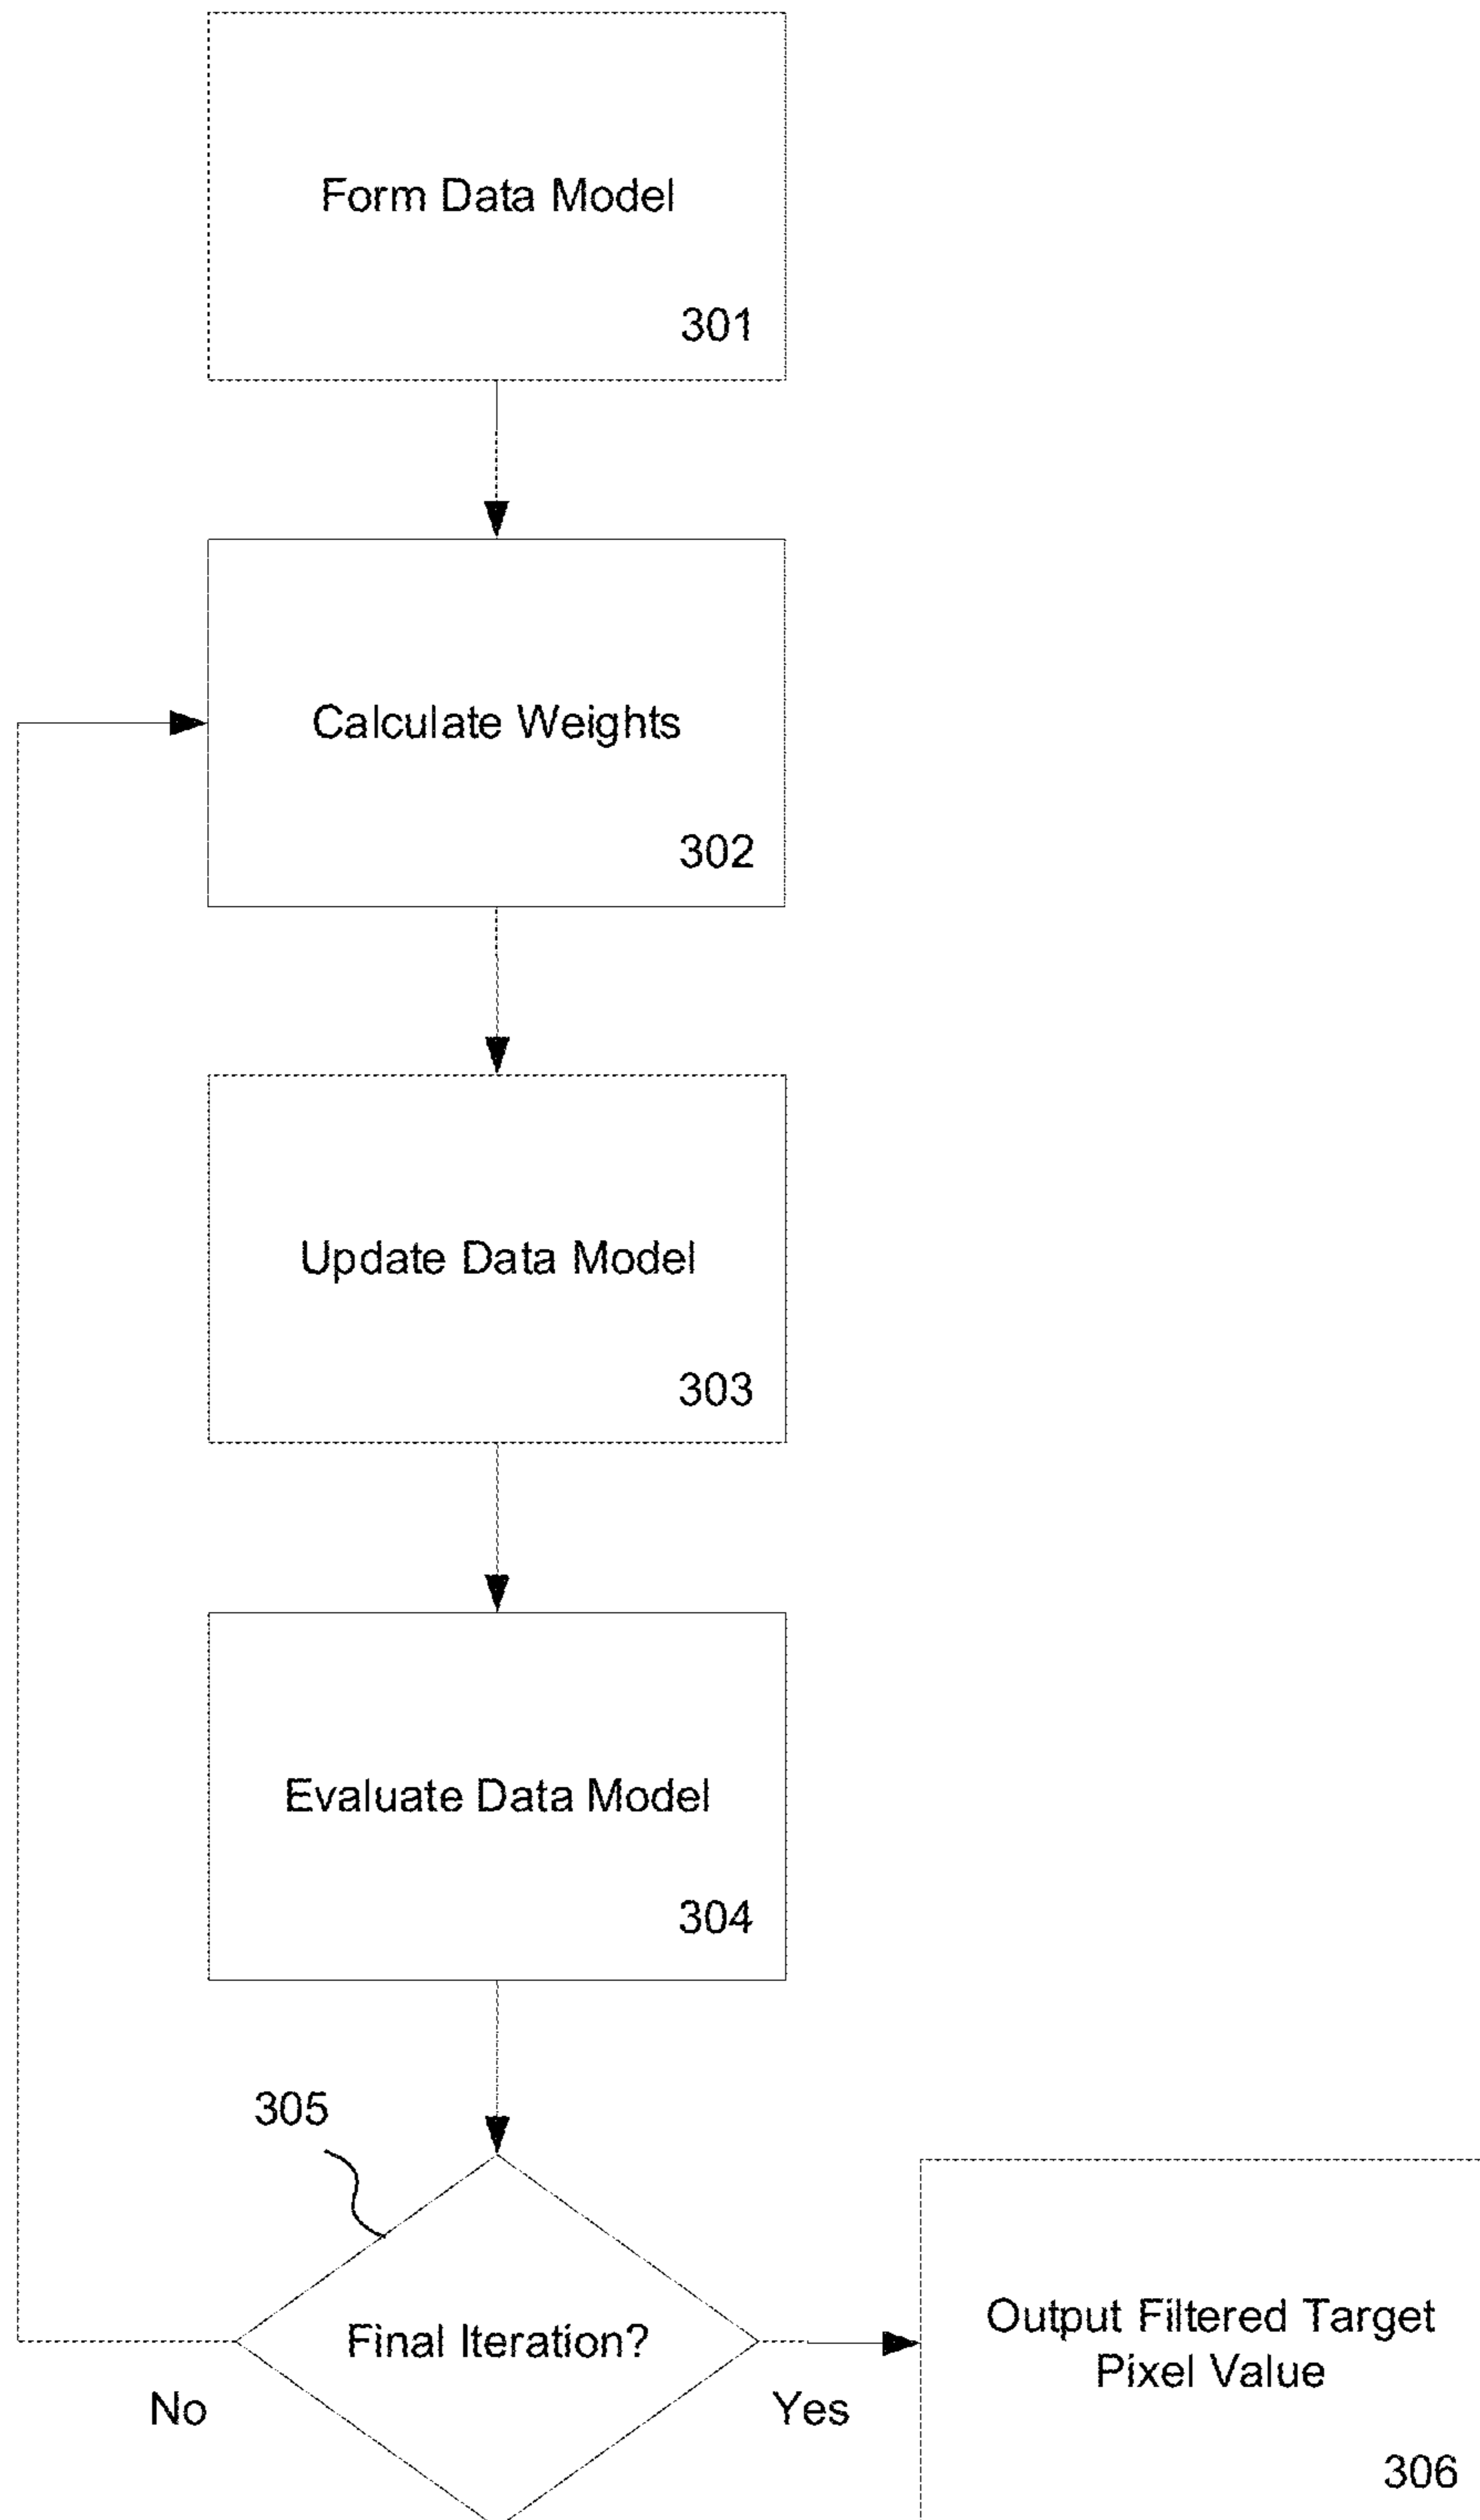 Form Data Model
301
Calculate Weights
302
Update Data Model
303
Evaluate Data Model
304
305
Final Iteration?
No
Yes
Output Filtered Target
Pixel Value
306